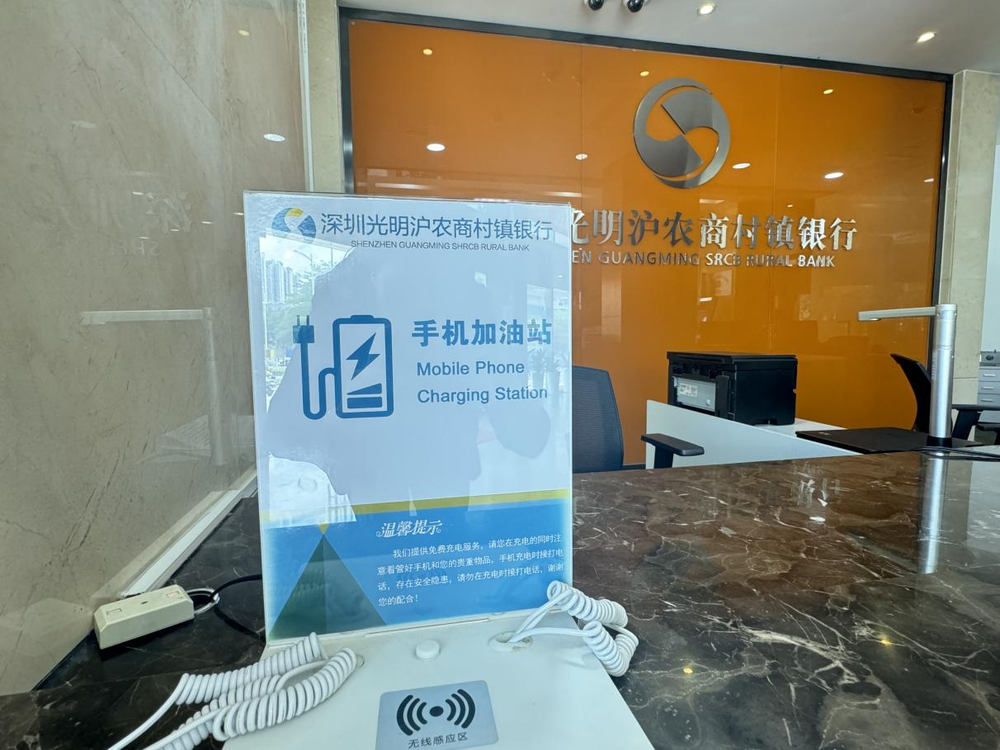 深圳光明沪农商村镇银行
SHENZHEN GUANGMING SHRCB RURAL BANK
手机加油站
Mobile Phone
Charging Station
温馨提示
我们提供免费充电服务，请您在充电的同时注
意看管好手机和您的贵重物品，手机充电时接打电
话，存在安全隐患，请勿在充电时接打电话，谢谢
您的配合！
无线感应区
光明沪农商村镇银行
EN GUANGMING SRCB RURAL BANK